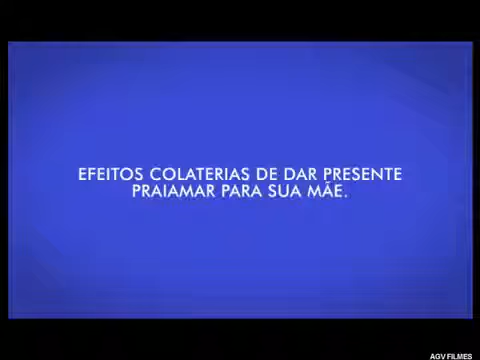 EFEITOS COLATERIAS DE DAR PRESENTE
PRAIAMAR PARA SUA MÃE.
AGV FILMES